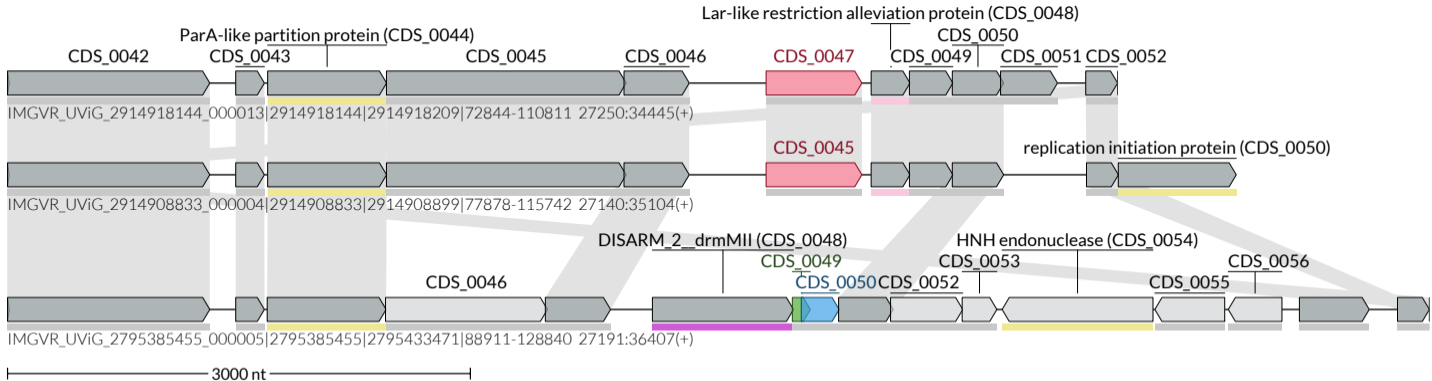 Lar-like restriction alleviation protein (CDS_0048)
ParA-like partition protein (CDS_0044)
CDS_0050
CDS_0042 CDS_0043 CDS_0045 CDS_0046 CDS_0047 CDS_0049 CDS_0051 CDS_0052
IMGVR_UViG_2914918144_000013|2914918144|2914918209|72844-110811 27250:34445(+)
CDS_0045 replication initiation protein (CDS_0050)
IMGVR_UViG_2914908833_000004|2914908833|2914908899|77878-115742 27140:35104(+)
DISARM_2__drmMII (CDS_0048) HNH endonuclease (CDS_0054)
CDS_0049 CDS_0053 CDS_0056
CDS_0046 CDS_0050 CDS_0052 CDS_0055
IMGVR_UViG_2795385455_000005|2795385455|2795433471|88911-128840 27191:36407(+)
3000 nt